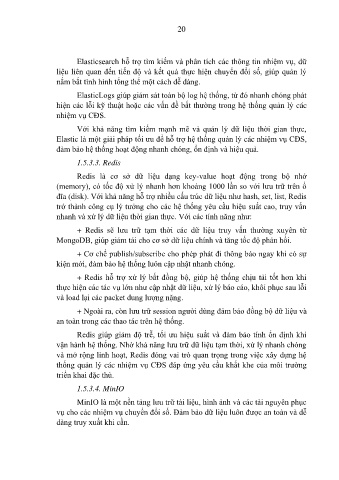 20
Elasticsearch hỗ trợ tìm kiếm và phân tích các thông tin nhiệm vụ, dữ
liệu liên quan đến tiến độ và kết quả thực hiện chuyển đổi số, giúp quản lý
nắm bắt tình hình tổng thể một cách dễ dàng.
ElasticLogs giúp giám sát toàn bộ log hệ thống, từ đó nhanh chóng phát
hiện các lỗi kỹ thuật hoặc các vấn đề bất thường trong hệ thống quản lý các
nhiệm vụ CĐS.
Với khả năng tìm kiếm mạnh mẽ và quản lý dữ liệu thời gian thực,
Elastic là một giải pháp tối ưu để hỗ trợ hệ thống quản lý các nhiệm vụ CĐS,
đảm bảo hệ thống hoạt động nhanh chóng, ổn định và hiệu quả.
1.5.3.3. Redis
Redis là cơ sở dữ liệu dạng key-value hoạt động trong bộ nhớ
(memory), có tốc độ xử lý nhanh hơn khoảng 1000 lần so với lưu trữ trên ổ
đĩa (disk). Với khả năng hỗ trợ nhiều cấu trúc dữ liệu như hash, set, list, Redis
trở thành công cụ lý tưởng cho các hệ thống yêu cầu hiệu suất cao, truy vấn
nhanh và xử lý dữ liệu thời gian thực. Với các tính năng như:
+ Redis sẽ lưu trữ tạm thời các dữ liệu truy vấn thường xuyên từ
MongoDB, giúp giảm tải cho cơ sở dữ liệu chính và tăng tốc độ phản hồi.
+ Cơ chế publish/subscribe cho phép phát đi thông báo ngay khi có sự
kiện mới, đảm bảo hệ thống luôn cập nhật nhanh chóng.
+ Redis hỗ trợ xử lý bất đồng bộ, giúp hệ thống chịu tải tốt hơn khi
thực hiện các tác vụ lớn như cập nhật dữ liệu, xử lý báo cáo, khôi phục sau lỗi
và load lại các packet dung lượng nặng.
+ Ngoài ra, còn lưu trữ session người dùng đảm bảo đồng bộ dữ liệu và
an toàn trong các thao tác trên hệ thống.
Redis giúp giảm độ trễ, tối ưu hiệu suất và đảm bảo tính ổn định khi
vận hành hệ thống. Nhờ khả năng lưu trữ dữ liệu tạm thời, xử lý nhanh chóng
và mở rộng linh hoạt, Redis đóng vai trò quan trọng trong việc xây dựng hệ
thống quản lý các nhiệm vụ CĐS đáp ứng yêu cầu khắt khe của môi trường
triển khai đặc thù.
1.5.3.4. MinIO
MinIO là một nền tảng lưu trữ tài liệu, hình ảnh và các tài nguyên phục
vụ cho các nhiệm vụ chuyển đổi số. Đảm bảo dữ liệu luôn được an toàn và dễ
dàng truy xuất khi cần.